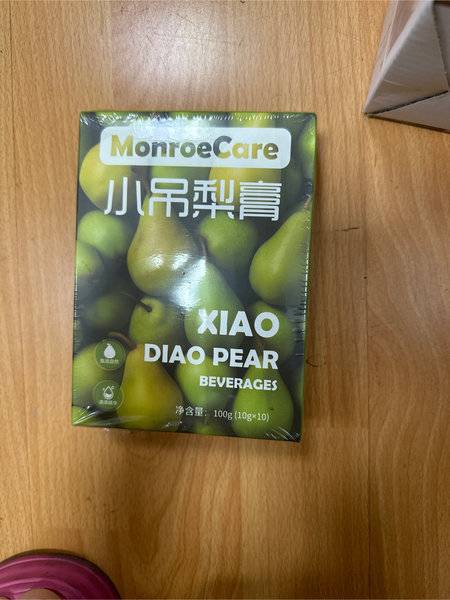 MonroeCare
小吊梨膏
XIAO
DIAO PEAR
BEVERAGES
净含量: 100g (10g×10)